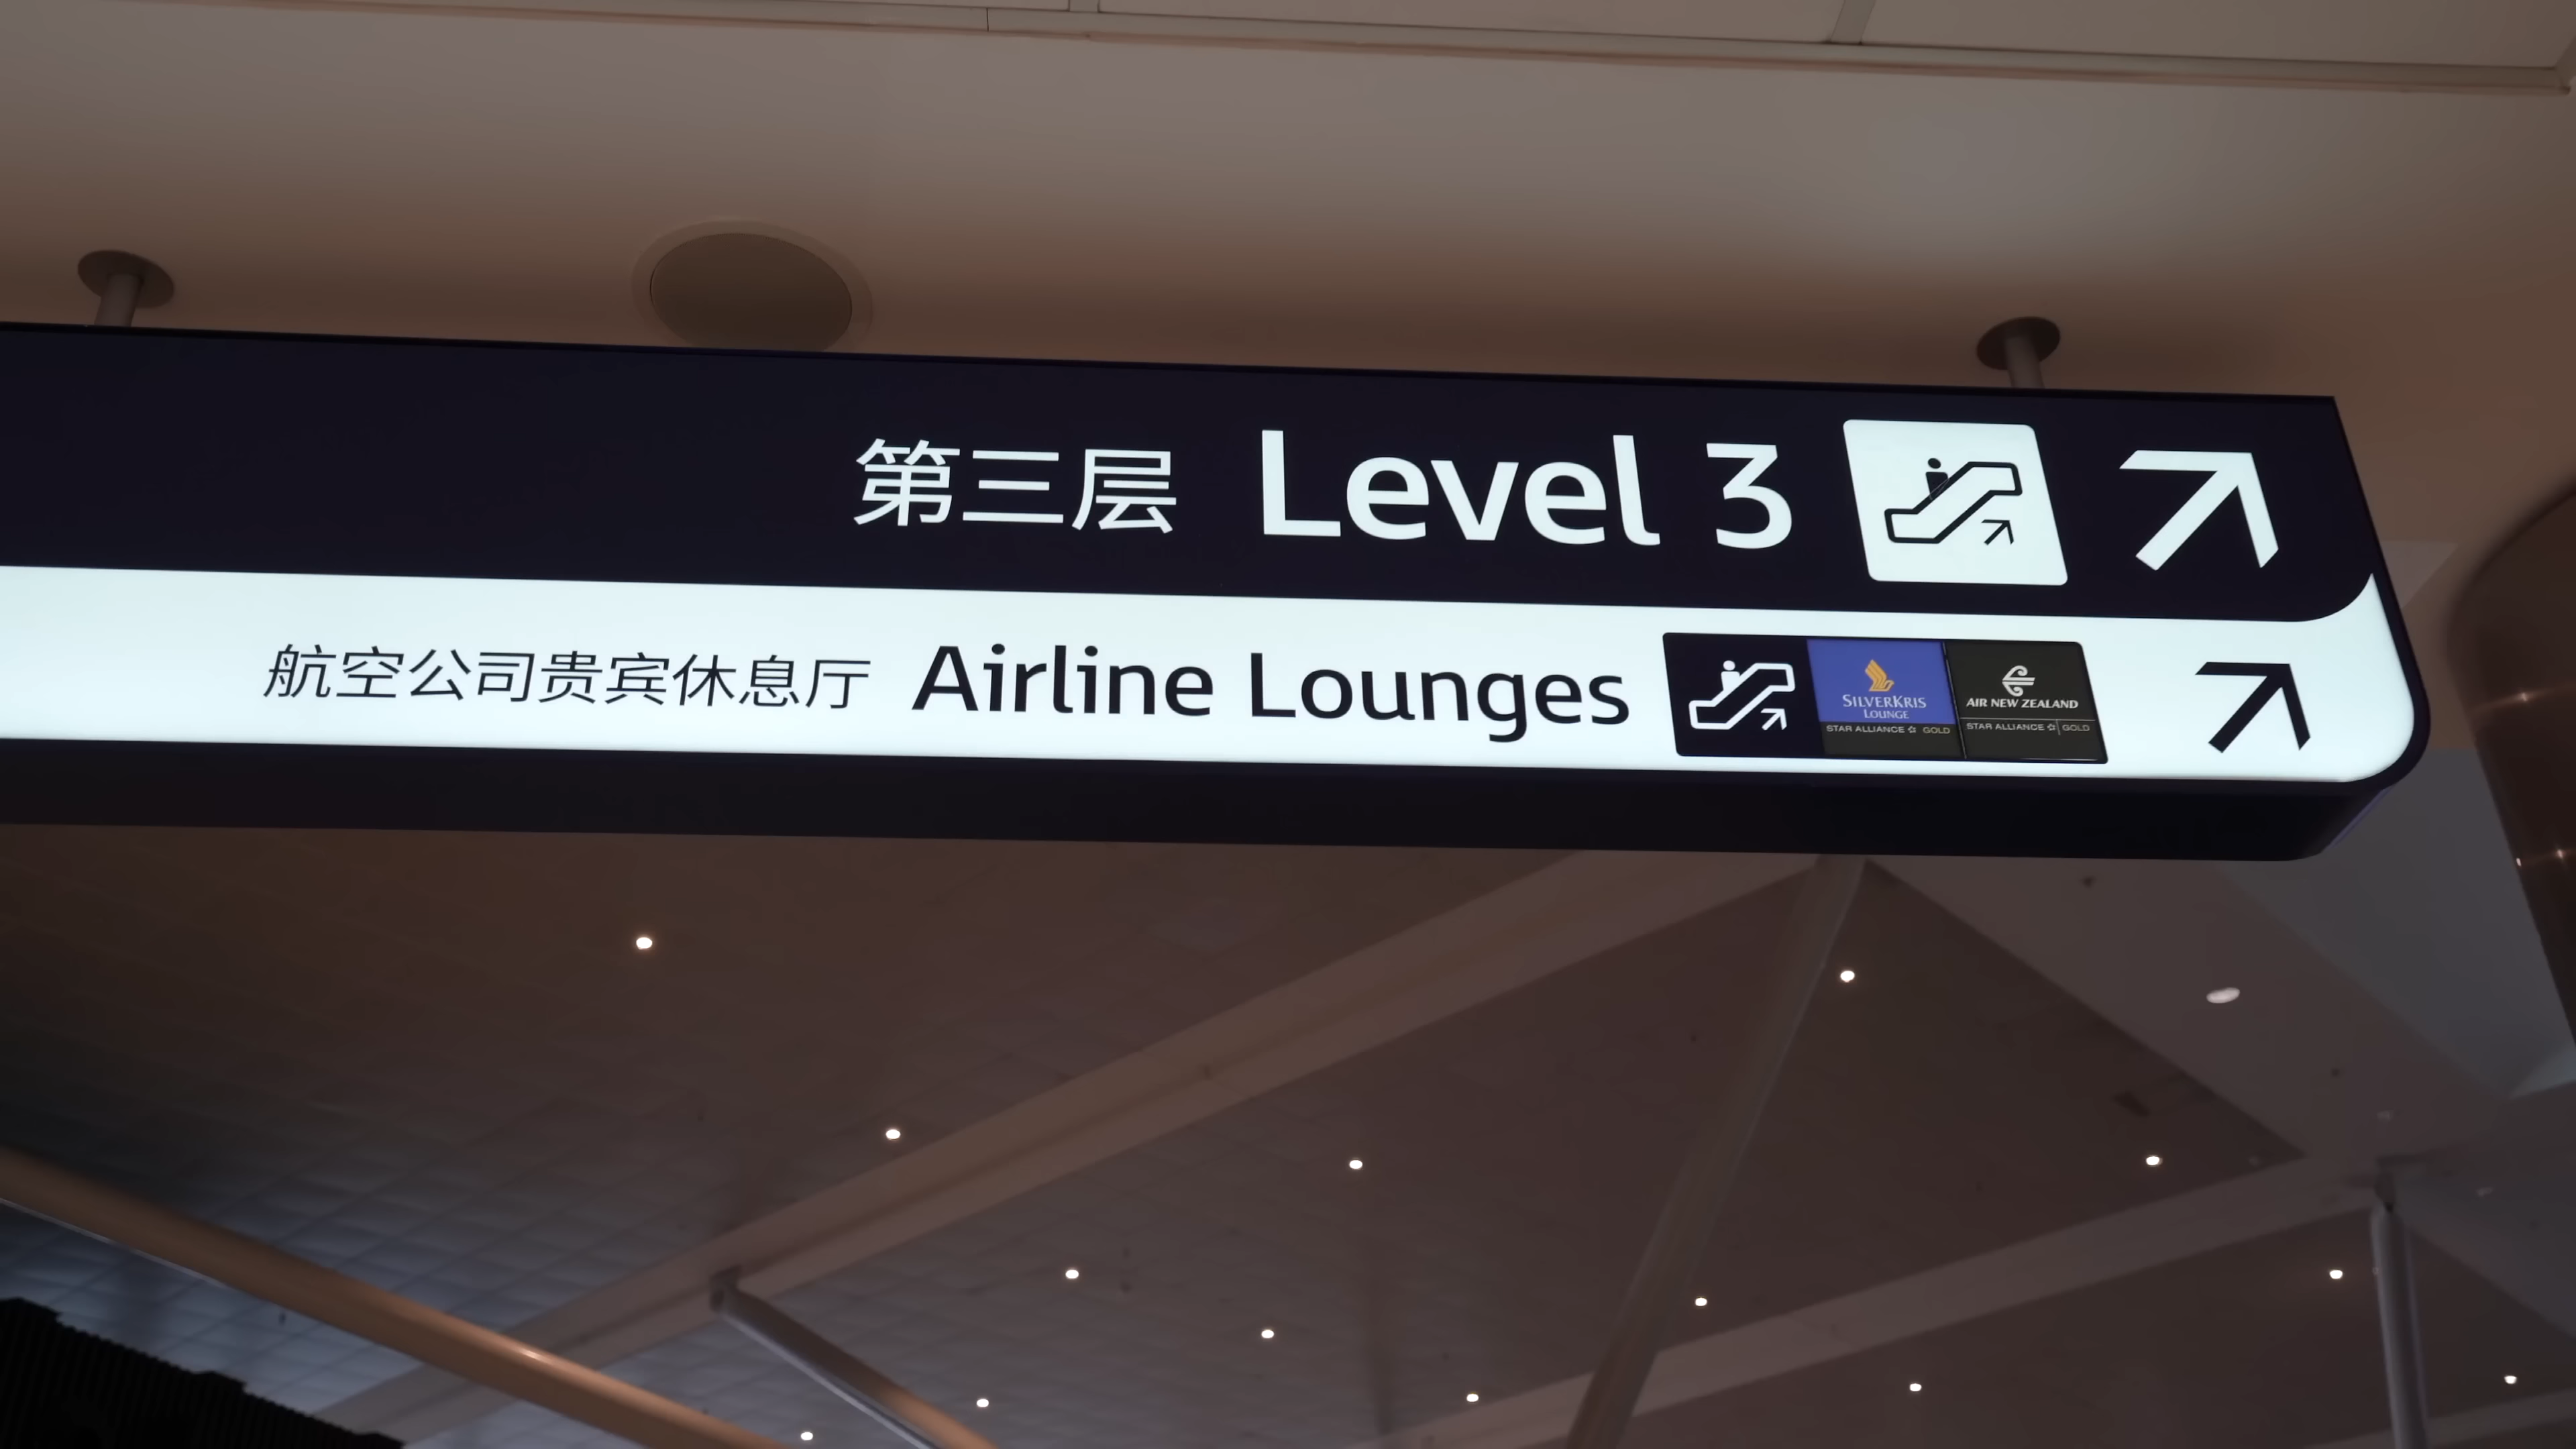 第三层 Level 3
航空公司贵宾休息厅 Airline Lounges
SILVERKRIS
LOUNGE
STAR ALLIANCE GOLD
AIR NEW ZEALAND
STAR ALLIANCE GOLD